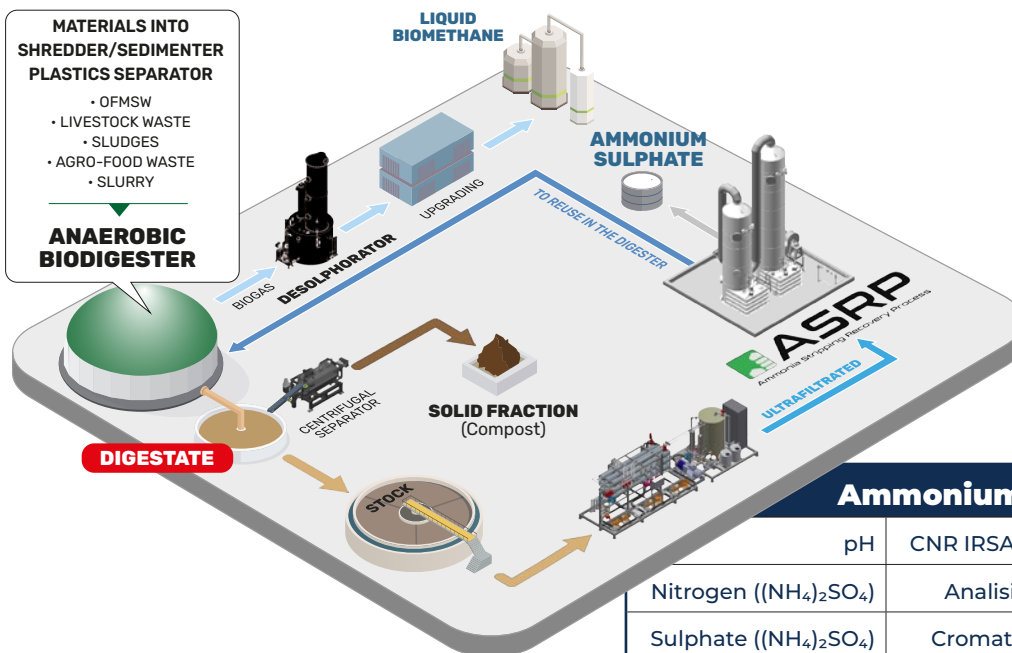 MATERIALS INTO
SHREDDER/SEDIMENTER
PLASTICS SEPARATOR
• OFMSW
• LIVESTOCK WASTE
• SLUDGES
• AGRO-FOOD WASTE
• SLURRY
ANAEROBIC
BIODIGESTER
LIQUID
BIOMETHANE
AMMONIUM
SULPHATE
UPGRADING
TO REUSE IN THE DIGESTER
DESOLPHORATOR
BIOGAS
ASRP
Ammonia Stripping Recovery Process
CENTRIFUGAL
SEPARATOR
SOLID FRACTION
(Compost)
ULTRAFILTRATED
DIGESTATE
STOCK
Ammonium
pH CNR IRSA
Nitrogen ((NH₄)₂SO₄) Analisi
Sulphate ((NH₄)₂SO₄) Cromat